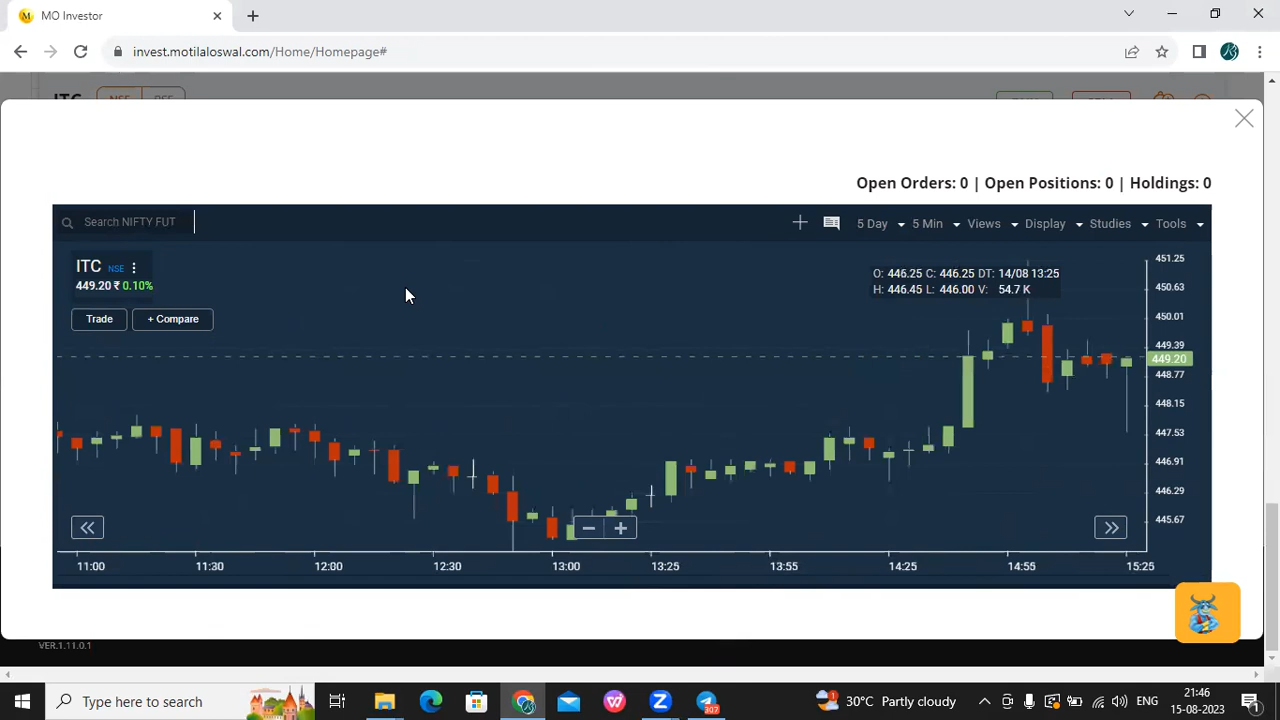 MO Investor
invest.motilaloswal.com/Home/Homepage#
ITC NSE
Open Orders: 0 | Open Positions: 0 | Holdings: 0
Search NIFTY FUT
5 Day 5 Min Views Display Studies Tools
ITC NSE
449.20 ₹ 0.10%
O: 446.25 C: 446.25 DT: 14/08 13:25
H: 446.45 L: 446.00 V: 54.7 K
Trade + Compare
451.25
450.63
450.01
449.39
449.20
448.77
448.15
447.53
446.91
446.29
445.67
11:00 11:30 12:00 12:30 13:00 13:25 13:55 14:25 14:55 15:25
VER.1.11.0.1
Type here to search
307
30°C Partly cloudy
ENG
21:46
15-08-2023
1